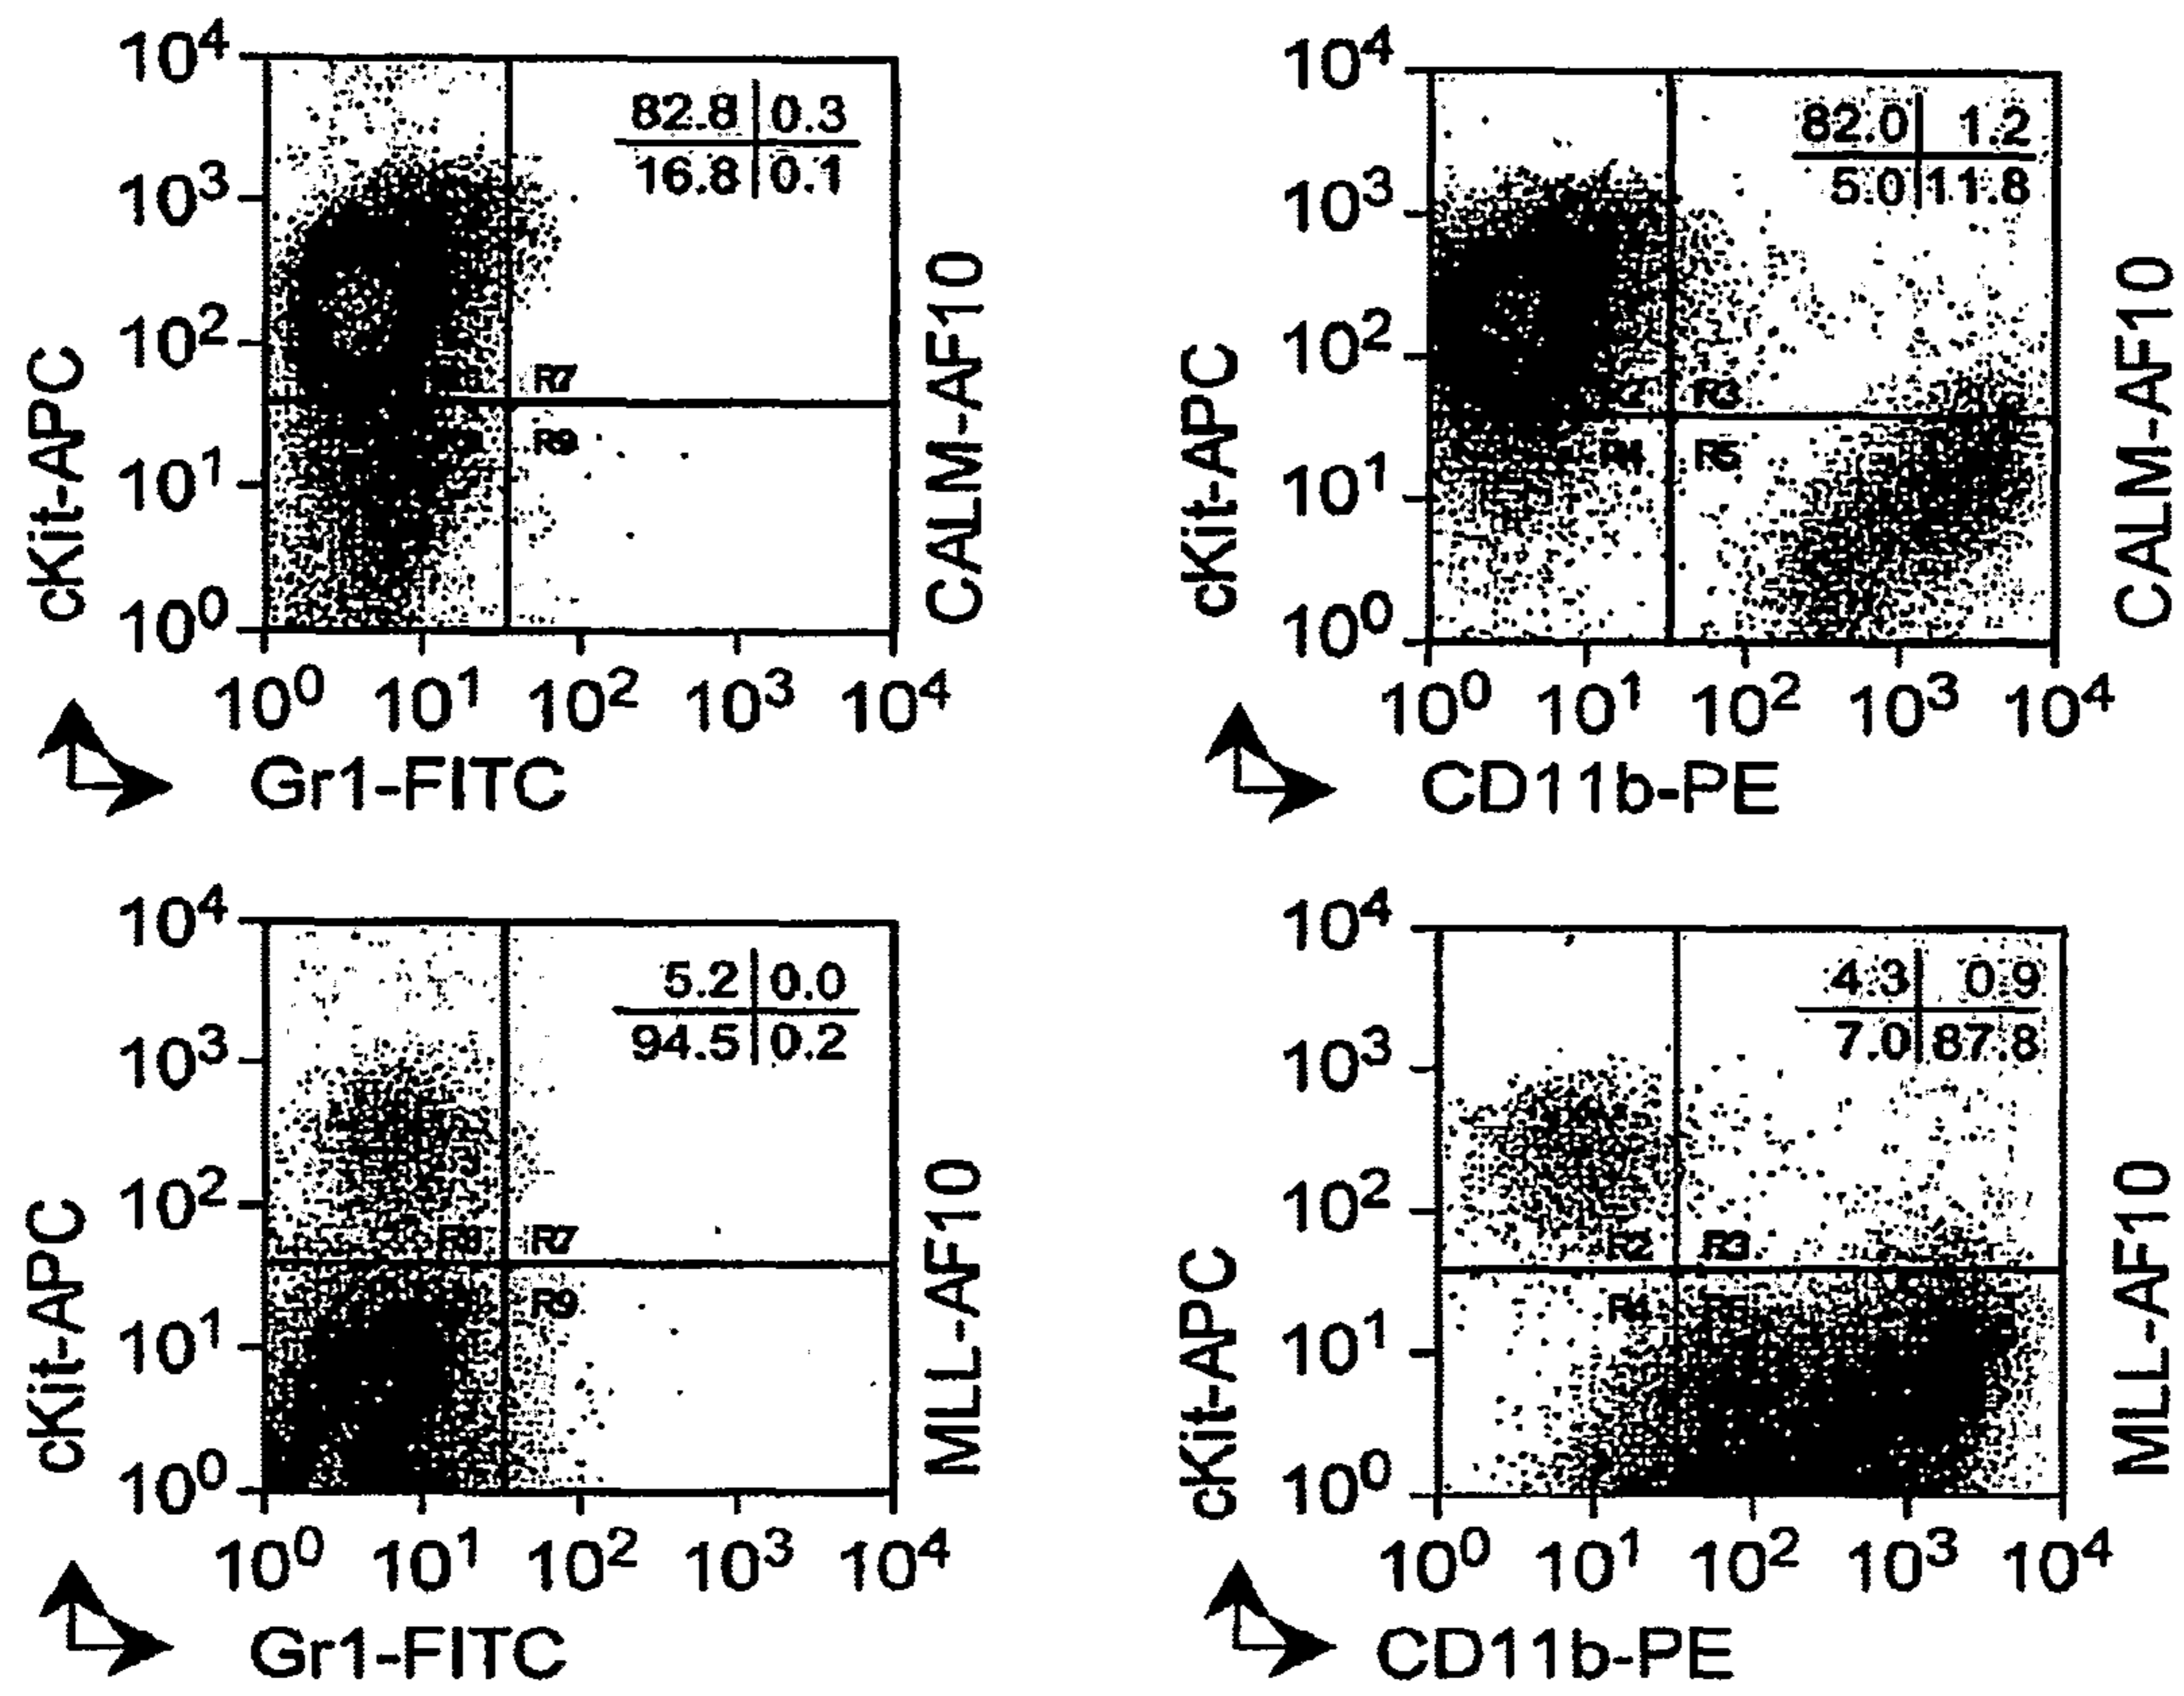 10⁴
10³
10²
10¹
10⁰
cKit-APC
82.8 0.3
16.8 0.1
R7
R9
CALM-AF10
10⁰ 10¹ 10² 10³ 10⁴
Gr1-FITC
10⁴
10³
10²
10¹
10⁰
cKit-APC
82.0 1.2
5.0 11.8
R3
R4 R5
CALM-AF10
10⁰ 10¹ 10² 10³ 10⁴
CD11b-PE
10⁴
10³
10²
10¹
10⁰
cKit-APC
5.2 0.0
94.5 0.2
R7
R9
MLL-AF10
10⁰ 10¹ 10² 10³ 10⁴
Gr1-FITC
10⁴
10³
10²
10¹
10⁰
cKit-APC
4.3 0.9
7.0 87.8
R2 R3
R4 R5
MLL-AF10
10⁰ 10¹ 10² 10³ 10⁴
CD11b-PE